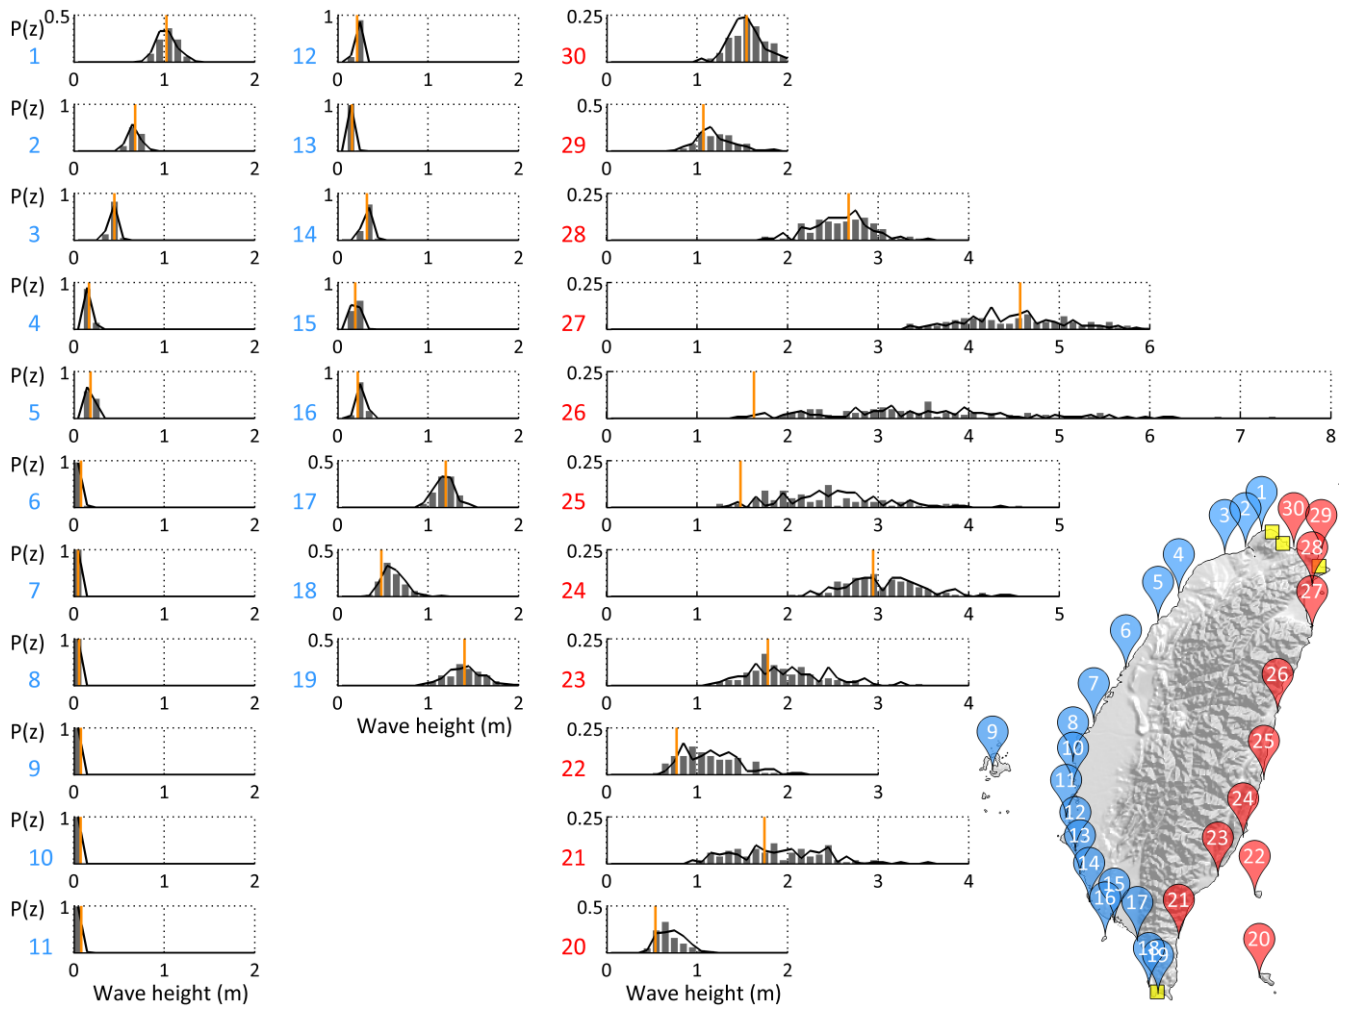 P(z) 0.5 1 0.25
1 12 30
0 1 2 0 1 2 0 1 2
P(z) 1 1 0.5
2 13 29
0 1 2 0 1 2 0 1 2
P(z) 1 1 0.25
3 14 28
0 1 2 0 1 2 0 1 2 3 4
P(z) 1 1 0.25
4 15 27
0 1 2 0 1 2 0 1 2 3 4 5 6
P(z) 1 1 0.25
5 16 26
0 1 2 0 1 2 0 1 2 3 4 5 6 7 8
P(z) 1 0.5 0.25
6 17 25
0 1 2 0 1 2 0 1 2 3 4 5
P(z) 1 0.5 0.25
7 18 24
0 1 2 0 1 2 0 1 2 3 4 5
P(z) 1 0.5 0.25
8 19 23
0 1 2 0 1 2 0 1 2 3 4
Wave height (m)
P(z) 1 0.25
9 22
0 1 2 0 1 2 3
P(z) 1 0.25
10 21
0 1 2 0 1 2 3 4
P(z) 1 0.5
11 20
0 1 2 0 1 2
Wave height (m) Wave height (m)
1
3 2 30 29
4 28
5 27
6
7 26
9 8
10 25
11
12 24
13 23
14 22
15
16 17 21
18 19 20